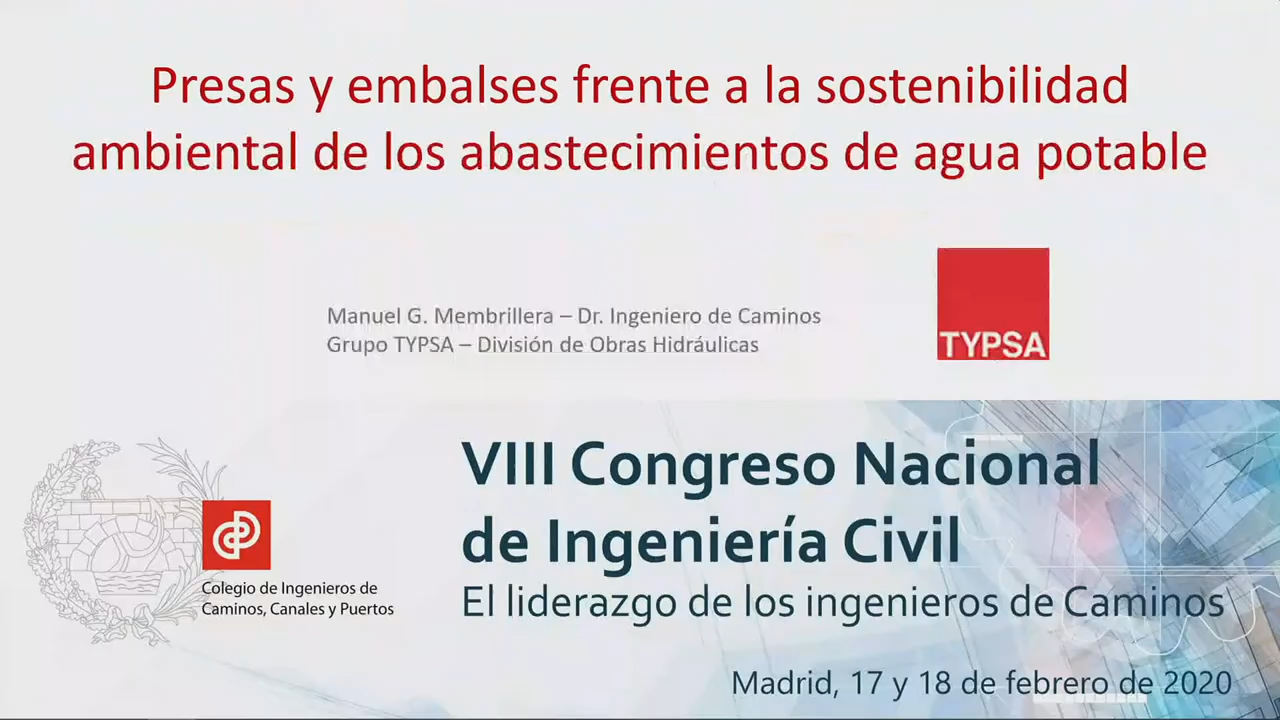 Presas y embalses frente a la sostenibilidad
ambiental de los abastecimientos de agua potable
Manuel G. Membrillera – Dr. Ingeniero de Caminos
Grupo TYPSA – División de Obras Hidráulicas
TYPSA
VIII Congreso Nacional
de Ingeniería Civil
El liderazgo de los ingenieros de Caminos
Colegio de Ingenieros de
Caminos, Canales y Puertos
Madrid, 17 y 18 de febrero de 2020